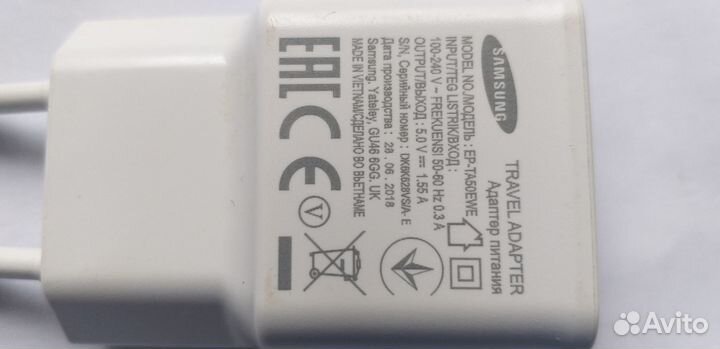 SAMSUNG
TRAVEL ADAPTER
Адаптер питания
MODEL NO./МОДЕЛЬ : EP-TA50EWE
INPUT/TEG LISTRIK/ВХОД :
100-240 V ~ FREKUENSI 50-60 Hz 0.3 A
OUTPUT/ВЫХОД : 5.0 V 1.55 A
S/N, Серийный номер : DK6K628VS/A- E
Дата производства : 28 . 06 . 2018
Samsung. Yateley, GU46 6GG, UK
MADE IN VIETNAM/СДЕЛАНО ВО ВЬЕТНАМЕ
EAC
CE
V
Avito